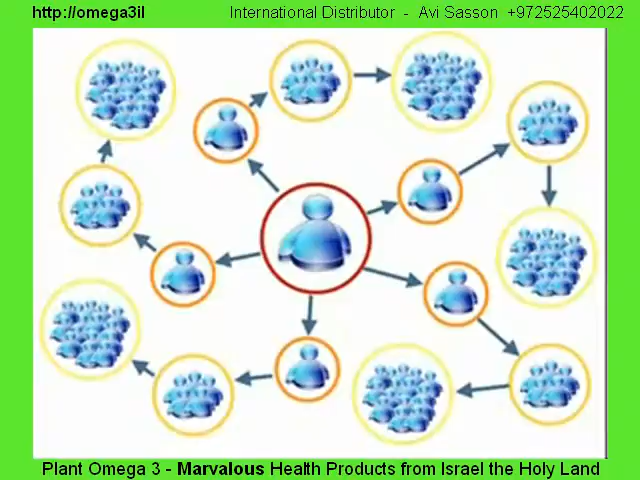 http://omega3il
International Distributor - Avi Sasson +972525402022
Plant Omega 3 - Marvalous Health Products from Israel the Holy Land